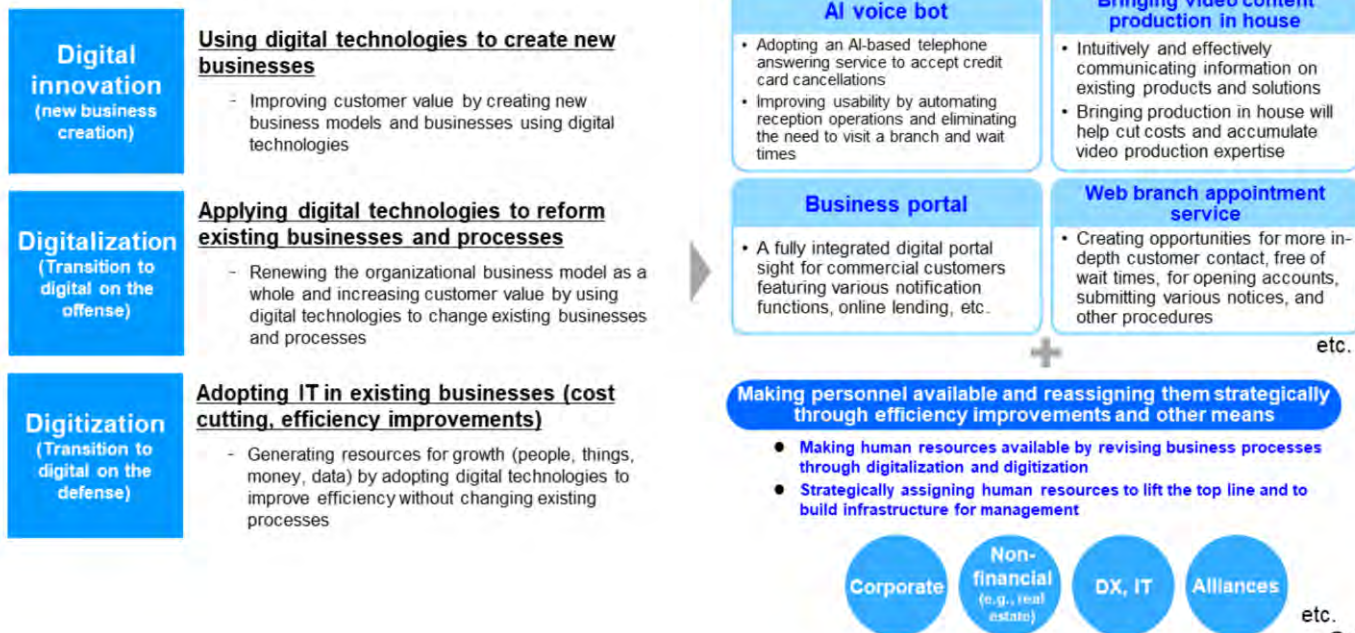 Digital
innovation
(new business
creation)
Using digital technologies to create new
businesses
- Improving customer value by creating new
business models and businesses using digital
technologies
Digitalization
(Transition to
digital on the
offense)
Applying digital technologies to reform
existing businesses and processes
- Renewing the organizational business model as a
whole and increasing customer value by using
digital technologies to change existing businesses
and processes
Digitization
(Transition to
digital on the
defense)
Adopting IT in existing businesses (cost
cutting, efficiency improvements)
- Generating resources for growth (people, things,
money, data) by adopting digital technologies to
improve efficiency without changing existing
processes
AI voice bot
• Adopting an AI-based telephone
answering service to accept credit
card cancellations
• Improving usability by automating
reception operations and eliminating
the need to visit a branch and wait
times
Bringing video content
production in house
• Intuitively and effectively
communicating information on
existing products and solutions
• Bringing production in house will
help cut costs and accumulate
video production expertise
Business portal
• A fully integrated digital portal
sight for commercial customers
featuring various notification
functions, online lending, etc.
Web branch appointment
service
• Creating opportunities for more in-
depth customer contact, free of
wait times, for opening accounts,
submitting various notices, and
other procedures
etc.
+
Making personnel available and reassigning them strategically
through efficiency improvements and other means
● Making human resources available by revising business processes
through digitalization and digitization
● Strategically assigning human resources to lift the top line and to
build infrastructure for management
Corporate
Non-
financial
(e.g., real
estate)
DX, IT
Alliances
etc.